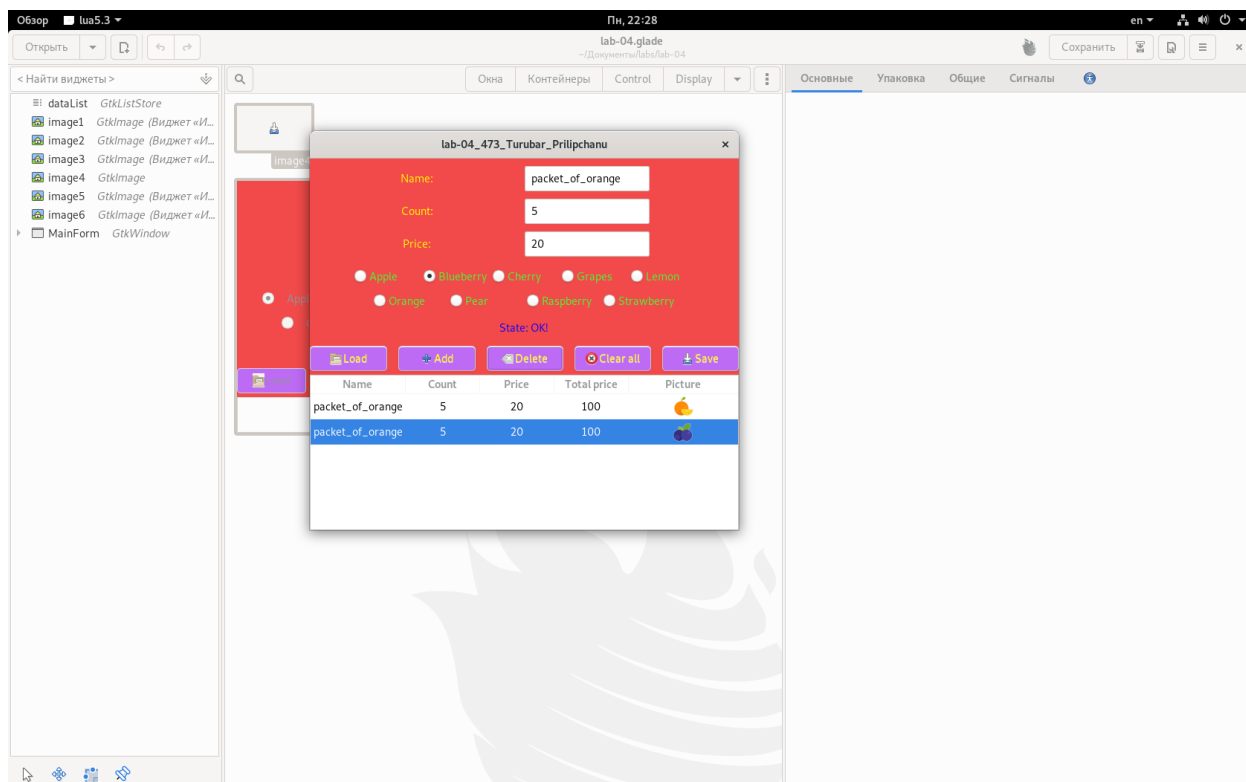 Обзор lua5.3 Пн, 22:28 en
Открыть lab-04.glade Сохранить
~/Документы/labs/lab-04
< Найти виджеты > Окна Контейнеры Control Display Основные Упаковка Общие Сигналы
dataList GtkListStore
image1 GtkImage (Виджет «И...
image2 GtkImage (Виджет «И...
image3 GtkImage (Виджет «И...
image4 GtkImage
image5 GtkImage (Виджет «И...
image6 GtkImage (Виджет «И...
MainForm GtkWindow
lab-04_473_Turubar_Prilipchanu
Name: packet_of_orange
Count: 5
Price: 20
Apple Blueberry Cherry Grapes Lemon
Orange Pear Raspberry Strawberry
State: OK!
Load Add Delete Clear all Save
Name Count Price Total price Picture
packet_of_orange 5 20 100
packet_of_orange 5 20 100